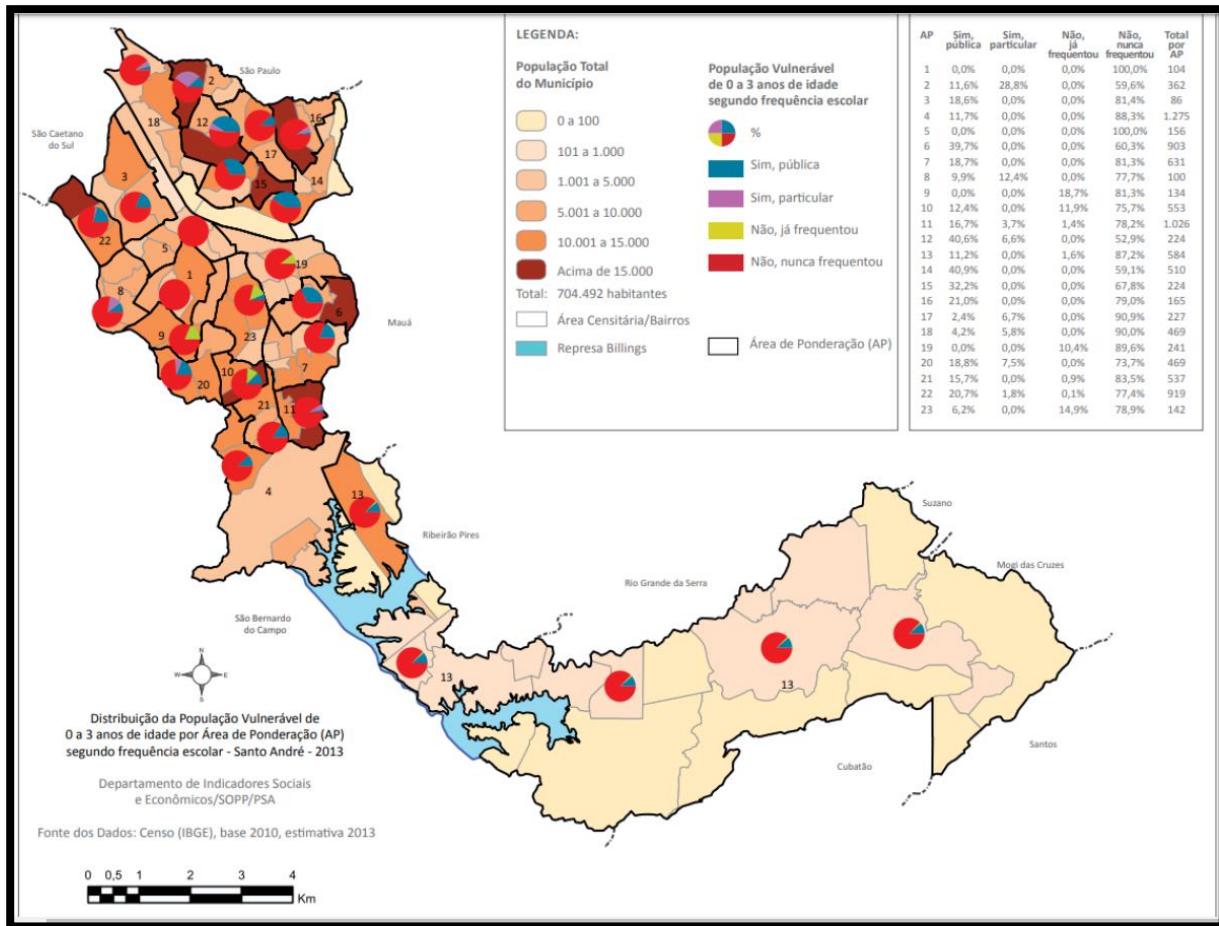 São Paulo
São Caetano
do Sul
2
18
12
16
17
3
15
14
22
5
19
8
1
6
9
23
Mauá
10
7
20
21
11
4
13
Ribeirão Pires
São Bernardo
do Campo
13
Rio Grande da Serra
13
Suzano
Mogi das Cruzes
Santos
Cubatão
N
W E
S
Distribuição da População Vulnerável de
0 a 3 anos de idade por Área de Ponderação (AP)
segundo frequência escolar - Santo André - 2013
Departamento de Indicadores Sociais
e Econômicos/SOPP/PSA
Fonte dos Dados: Censo (IBGE), base 2010, estimativa 2013
0 0,5 1 2 3 4
Km
LEGENDA:
População Total
do Município
0 a 100
101 a 1.000
1.001 a 5.000
5.001 a 10.000
10.001 a 15.000
Acima de 15.000
Total: 704.492 habitantes
Área Censitária/Bairros
Represa Billings
População Vulnerável
de 0 a 3 anos de idade
segundo frequência escolar
%
Sim, pública
Sim, particular
Não, já frequentou
Não, nunca frequentou
Área de Ponderação (AP)
AP Sim, pública Sim, particular Não, já frequentou Não, nunca frequentou Total por AP
1 0,0% 0,0% 0,0% 100,0% 104
2 11,6% 28,8% 0,0% 59,6% 362
3 18,6% 0,0% 0,0% 81,4% 86
4 11,7% 0,0% 0,0% 88,3% 1.275
5 0,0% 0,0% 0,0% 100,0% 156
6 39,7% 0,0% 0,0% 60,3% 903
7 18,7% 0,0% 0,0% 81,3% 631
8 9,9% 12,4% 0,0% 77,7% 100
9 0,0% 0,0% 18,7% 81,3% 134
10 12,4% 0,0% 11,9% 75,7% 553
11 16,7% 3,7% 1,4% 78,2% 1.026
12 40,6% 6,6% 0,0% 52,9% 224
13 11,2% 0,0% 1,6% 87,2% 584
14 40,9% 0,0% 0,0% 59,1% 510
15 32,2% 0,0% 0,0% 67,8% 224
16 21,0% 0,0% 0,0% 79,0% 165
17 2,4% 6,7% 0,0% 90,9% 227
18 4,2% 5,8% 0,0% 90,0% 469
19 0,0% 0,0% 10,4% 89,6% 241
20 18,8% 7,5% 0,0% 73,7% 469
21 15,7% 0,0% 0,9% 83,5% 537
22 20,7% 1,8% 0,1% 77,4% 919
23 6,2% 0,0% 14,9% 78,9% 142